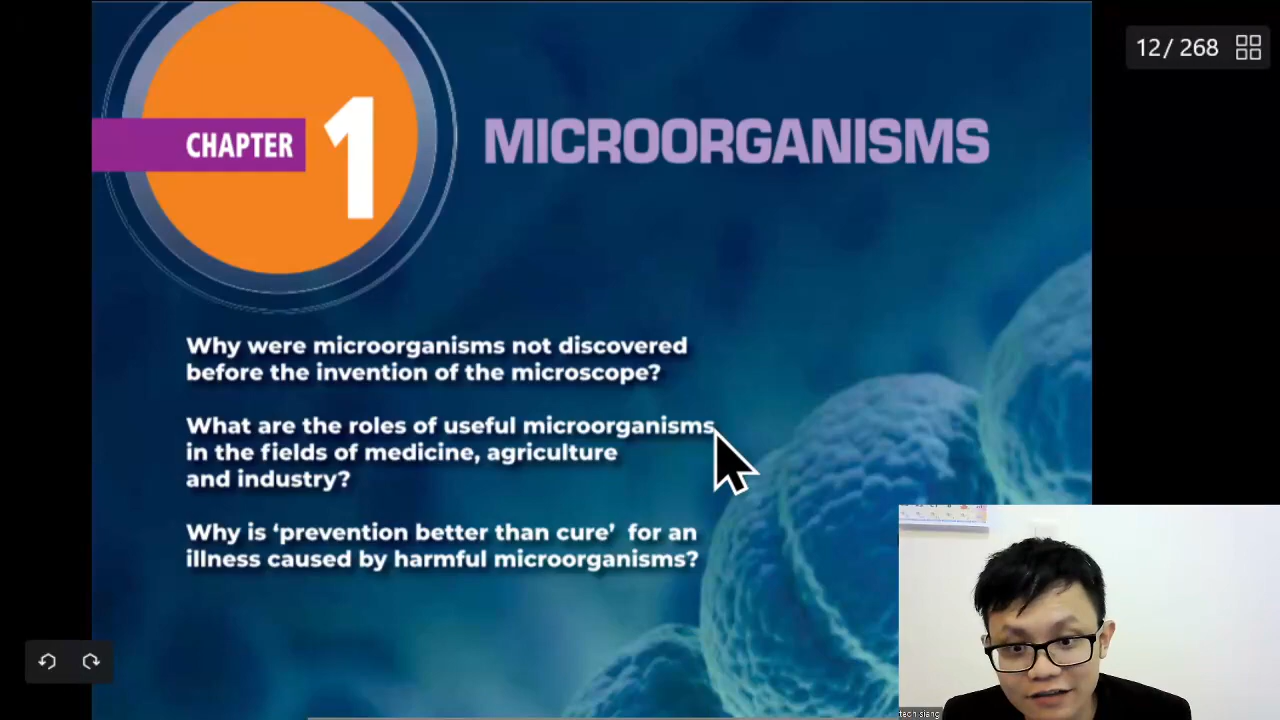 12/ 268
CHAPTER 1
MICROORGANISMS
Why were microorganisms not discovered
before the invention of the microscope?
What are the roles of useful microorganisms
in the fields of medicine, agriculture
and industry?
Why is ‘prevention better than cure’ for an
illness caused by harmful microorganisms?
tech siang